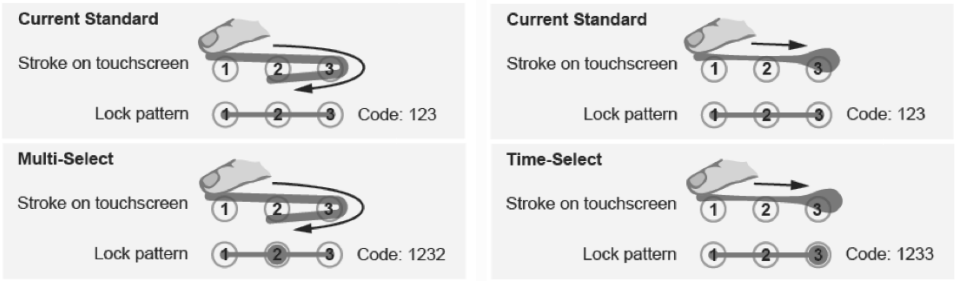 Current Standard
Stroke on touchscreen
1 2 3
Lock pattern
1 2 3
Code: 123
Multi-Select
Stroke on touchscreen
1 2 3
Lock pattern
1 2 3
Code: 1232
Current Standard
Stroke on touchscreen
1 2 3
Lock pattern
1 2 3
Code: 123
Time-Select
Stroke on touchscreen
1 2 3
Lock pattern
1 2 3
Code: 1233